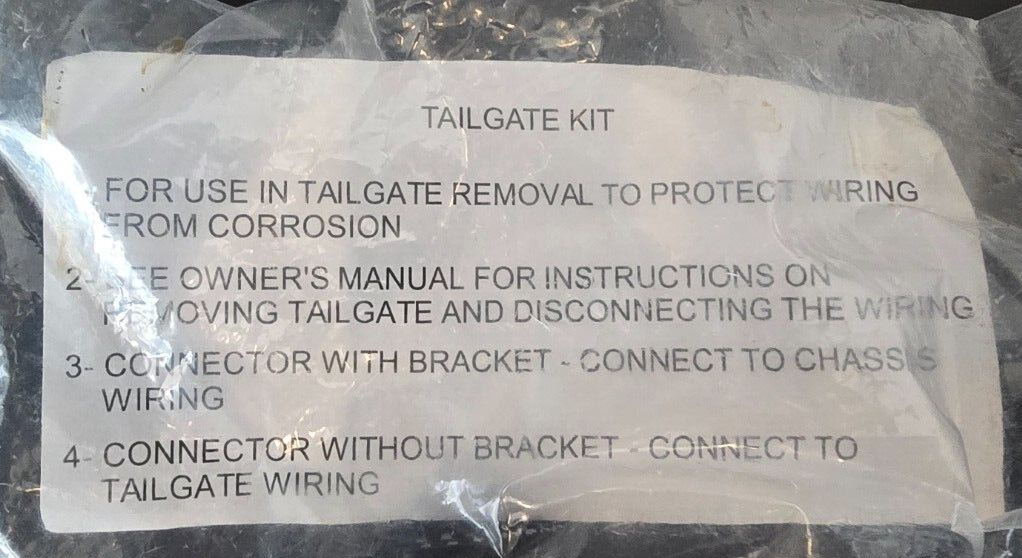 TAILGATE KIT
FOR USE IN TAILGATE REMOVAL TO PROTECT WIRING
FROM CORROSION
2- SEE OWNER'S MANUAL FOR INSTRUCTIONS ON
REMOVING TAILGATE AND DISCONNECTING THE WIRING
3- CONNECTOR WITH BRACKET - CONNECT TO CHASSIS
WIRING
4- CONNECTOR WITHOUT BRACKET - CONNECT TO
TAILGATE WIRING